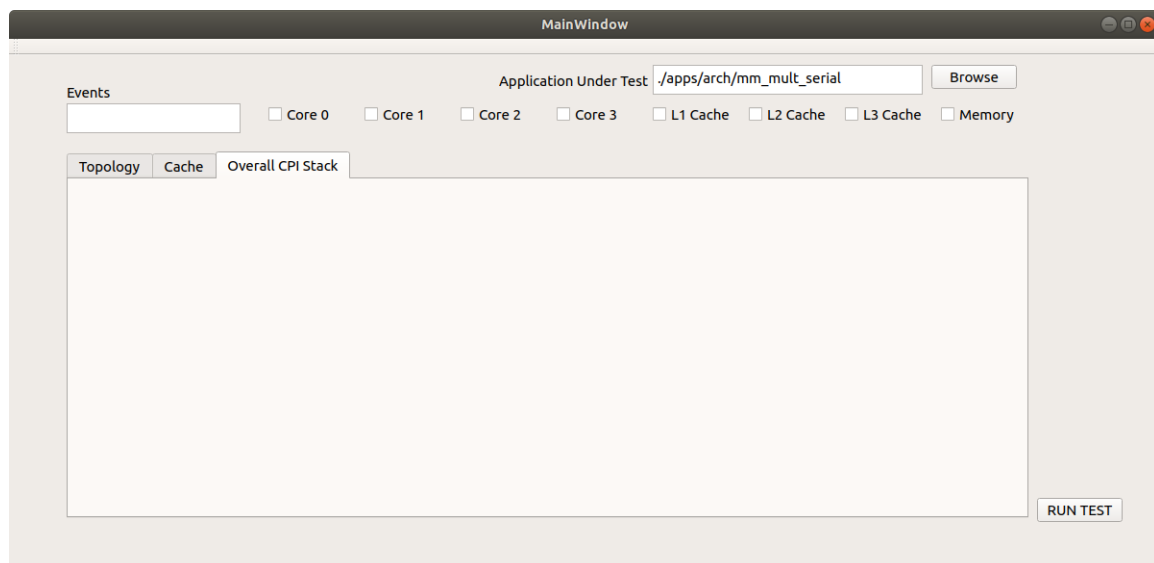 MainWindow
Application Under Test ./apps/arch/mm_mult_serial Browse
Events
Core 0 Core 1 Core 2 Core 3 L1 Cache L2 Cache L3 Cache Memory
Topology Cache Overall CPI Stack
RUN TEST